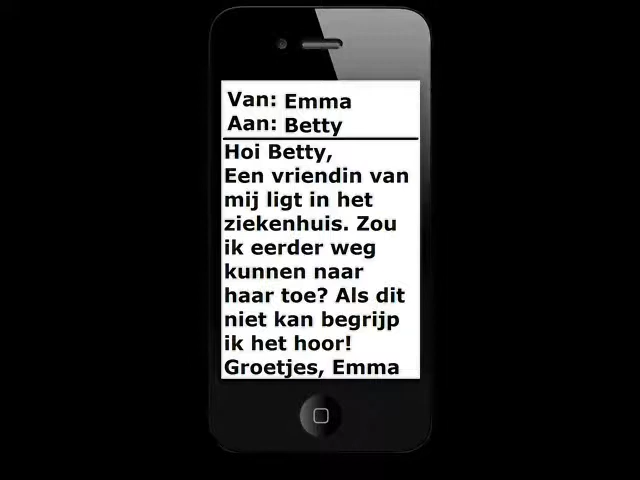 Van: Emma
Aan: Betty
Hoi Betty,
Een vriendin van
mij ligt in het
ziekenhuis. Zou
ik eerder weg
kunnen naar
haar toe? Als dit
niet kan begrijp
ik het hoor!
Groetjes, Emma